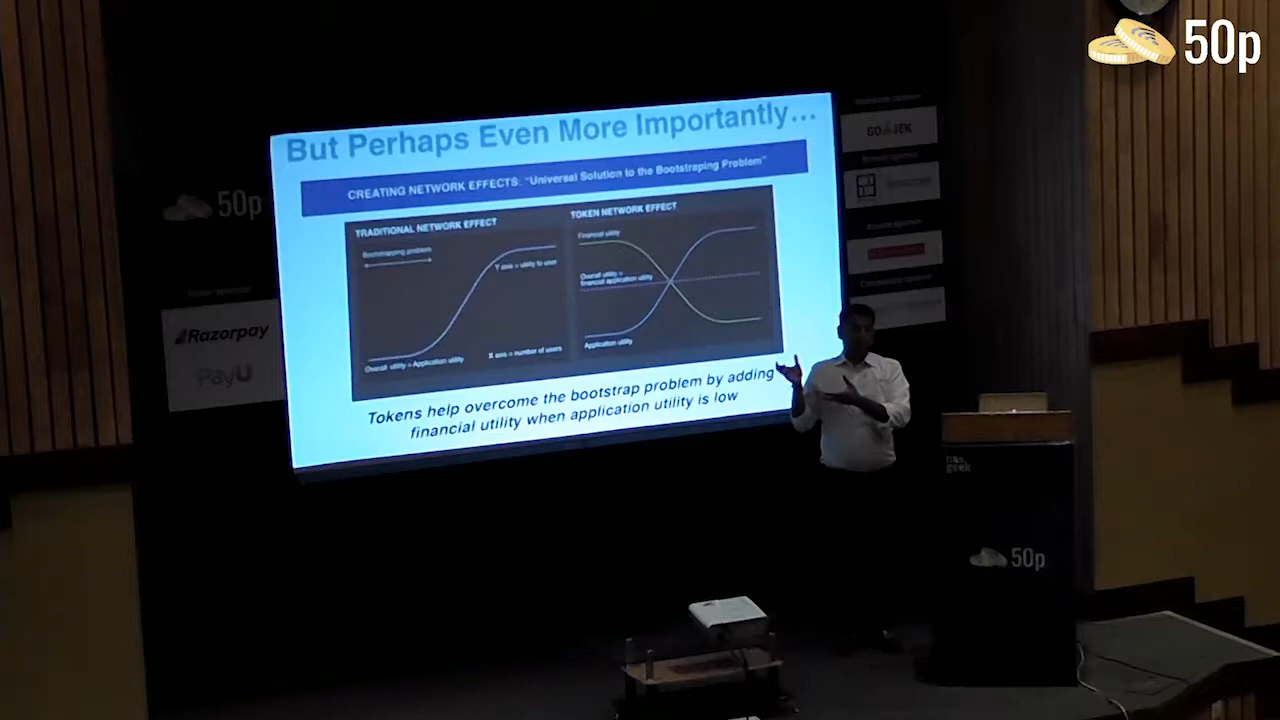 50p
But Perhaps Even More Importantly...
CREATING NETWORK EFFECTS: "Universal Solution to the Bootstraping Problem"
TRADITIONAL NETWORK EFFECT
Bootstrapping problem
Y axis = utility to user
Overall utility = Application utility
X axis = number of users
TOKEN NETWORK EFFECT
Financial utility
Overall utility =
financial application utility
Application utility
Tokens help overcome the bootstrap problem by adding
financial utility when application utility is low
50p
Razorpay
PayU
GOJEK
has
geek
50p